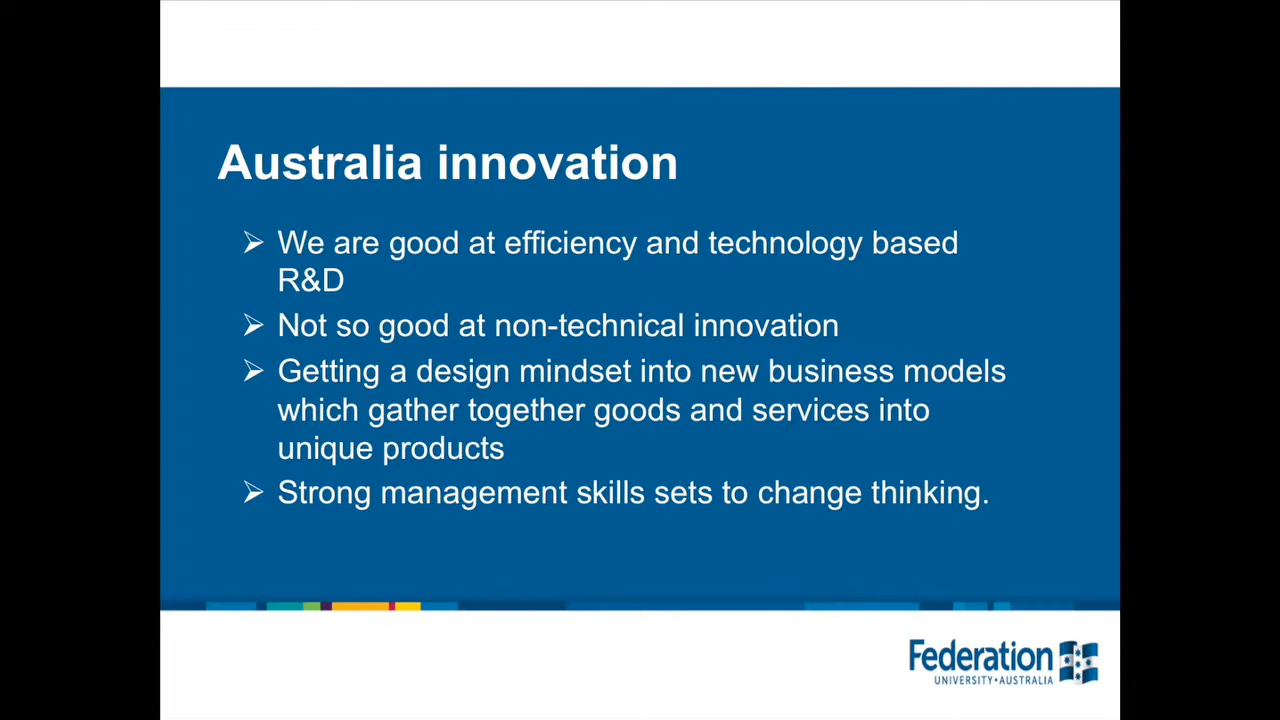 Australia innovation
➢ We are good at efficiency and technology based
R&D
➢ Not so good at non-technical innovation
➢ Getting a design mindset into new business models
which gather together goods and services into
unique products
➢ Strong management skills sets to change thinking.
Federation
UNIVERSITY • AUSTRALIA